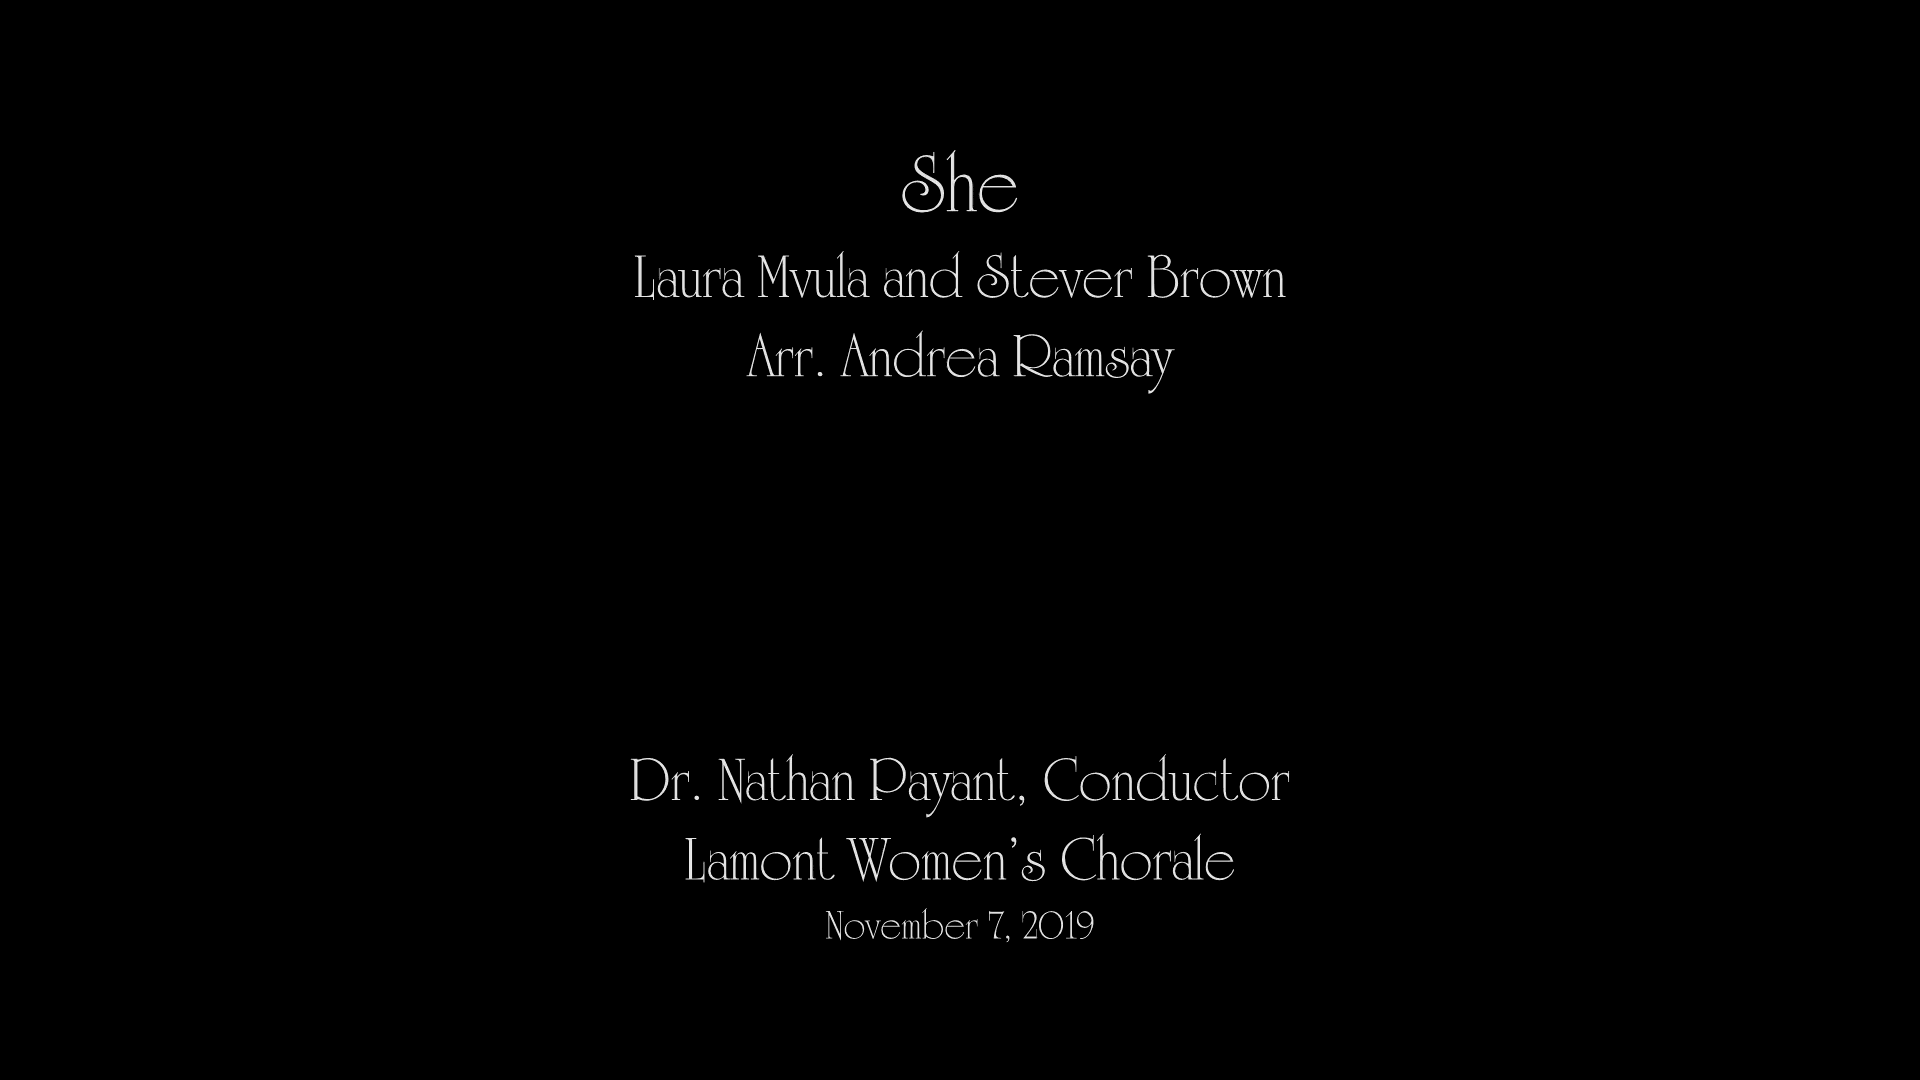 She
Laura Mvula and Stever Brown
Arr. Andrea Ramsay
Dr. Nathan Payant, Conductor
Lamont Women’s Chorale
November 7, 2019